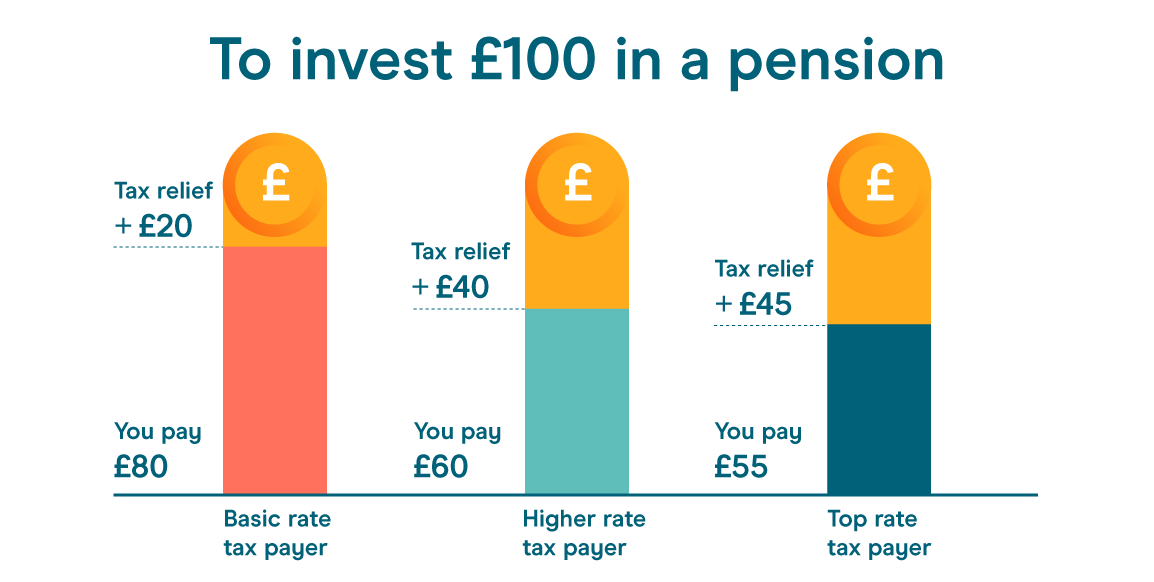 To invest £100 in a pension
£
£
£
Tax relief
+ £20
You pay
£80
Basic rate
tax payer
Tax relief
+ £40
You pay
£60
Higher rate
tax payer
Tax relief
+ £45
You pay
£55
Top rate
tax payer